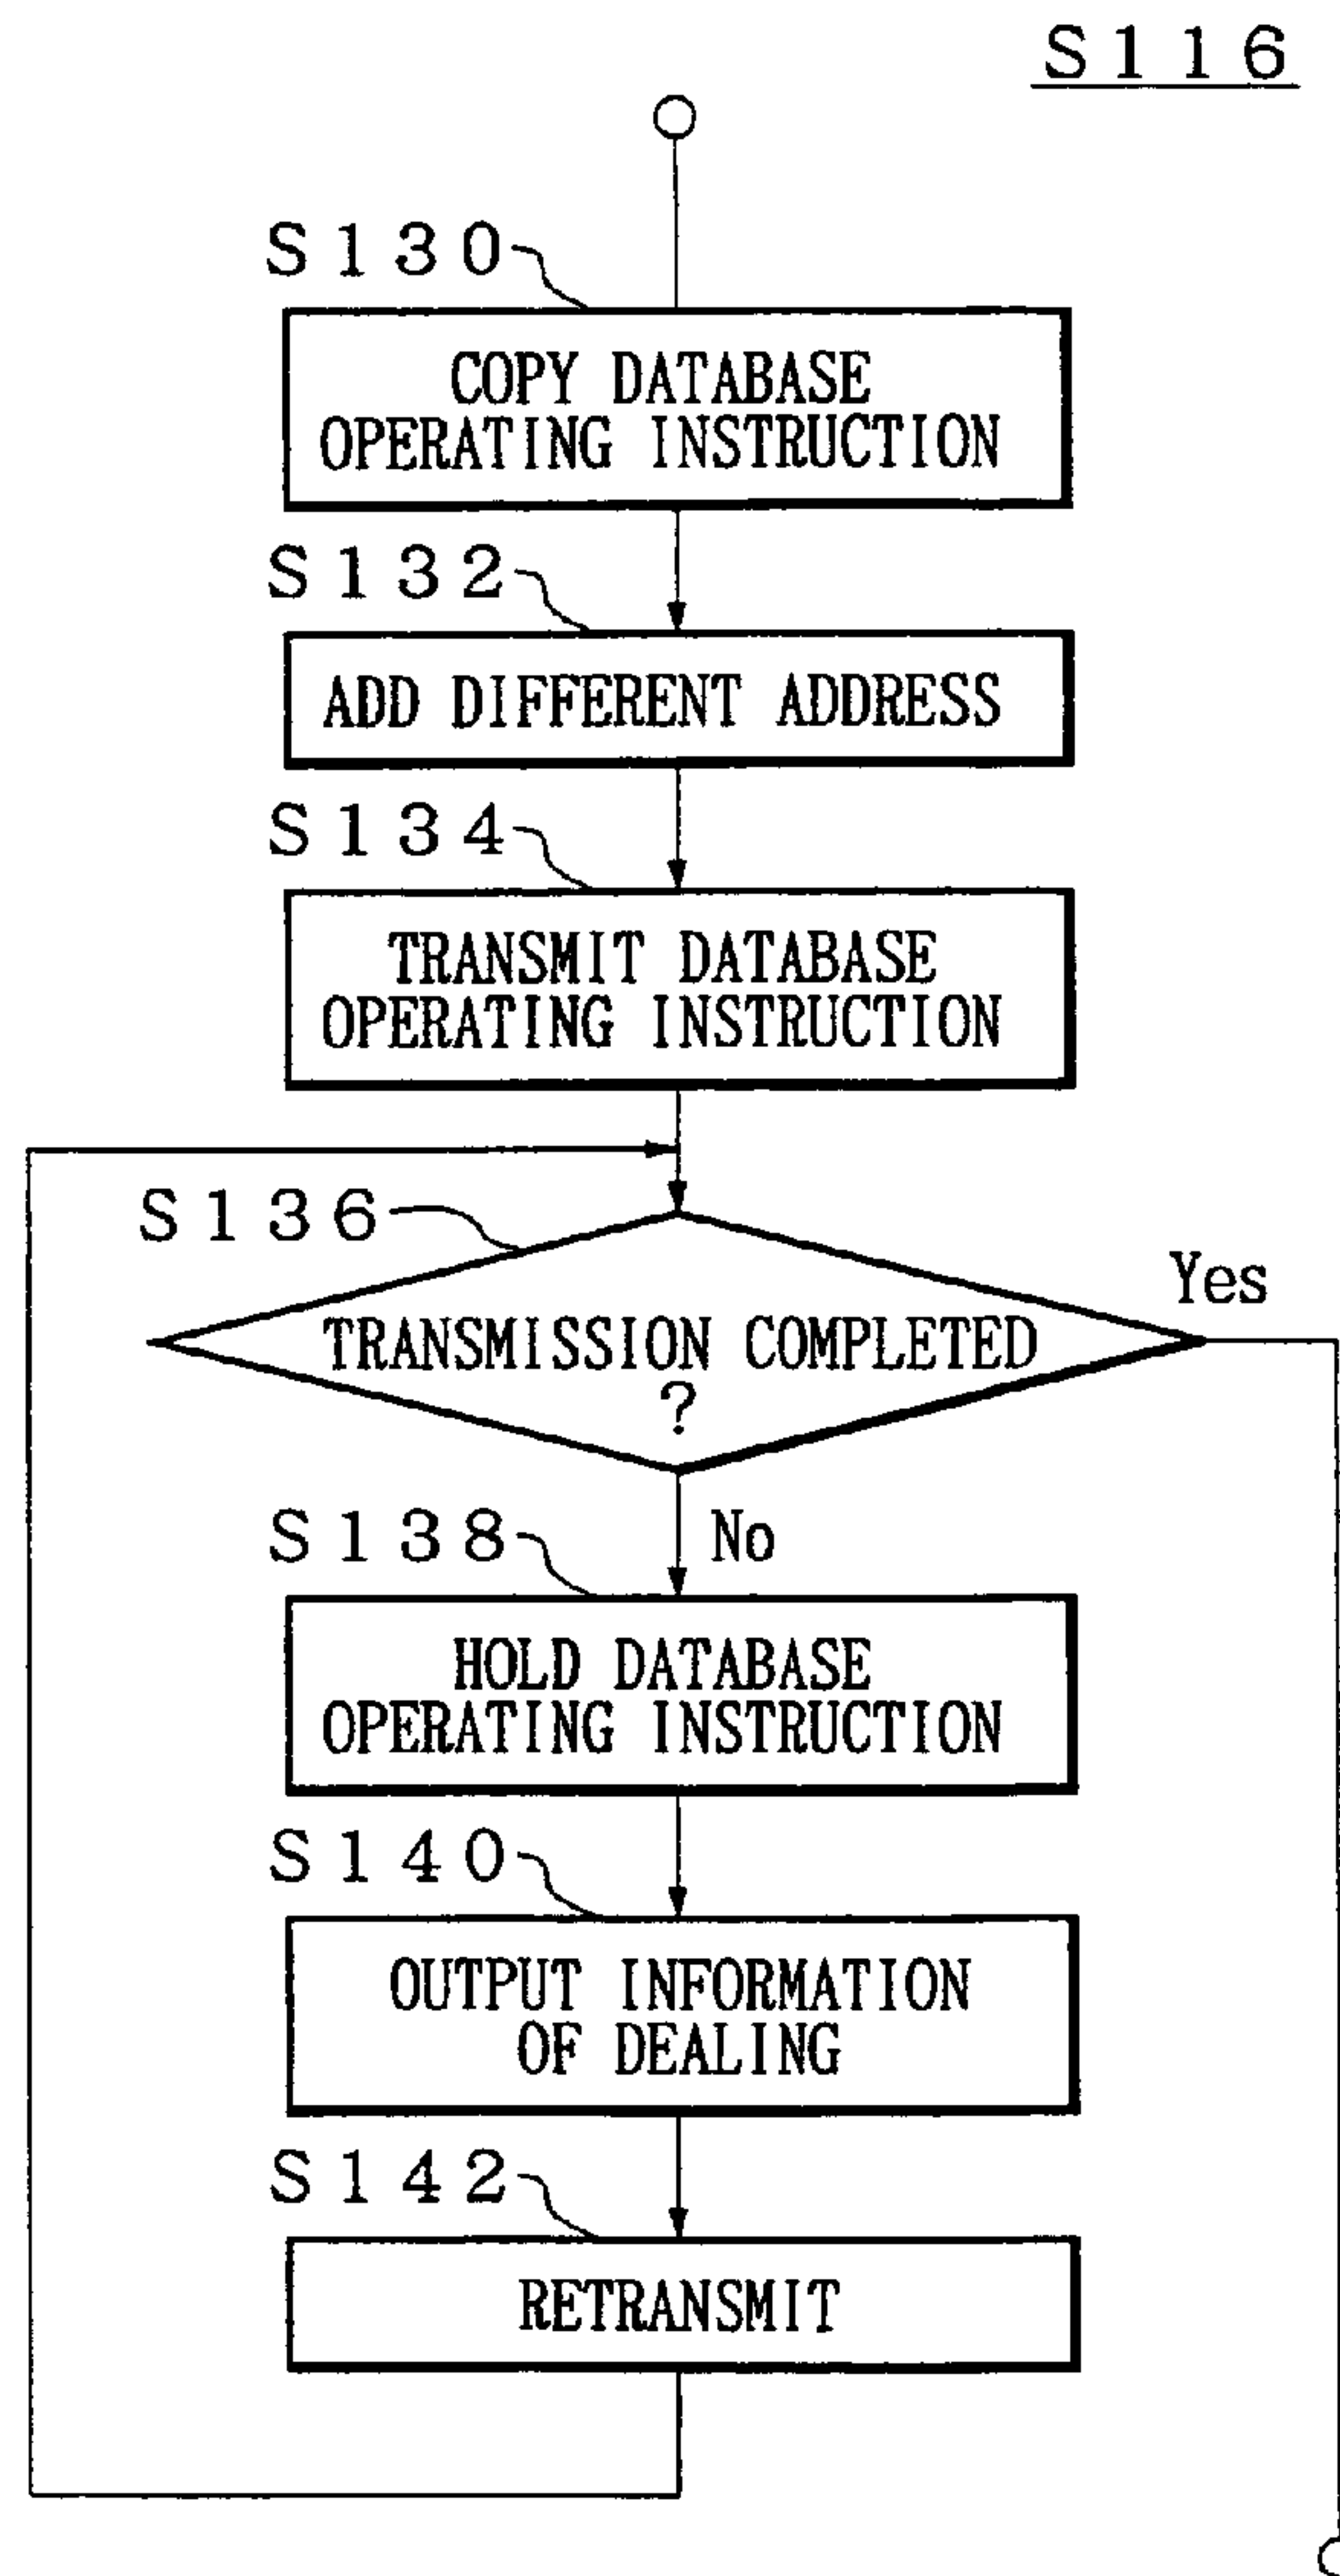 S116
S130
COPY DATABASE
OPERATING INSTRUCTION
S132
ADD DIFFERENT ADDRESS
S134
TRANSMIT DATABASE
OPERATING INSTRUCTION
S136
Yes
TRANSMISSION COMPLETED
?
S138
No
HOLD DATABASE
OPERATING INSTRUCTION
S140
OUTPUT INFORMATION
OF DEALING
S142
RETRANSMIT